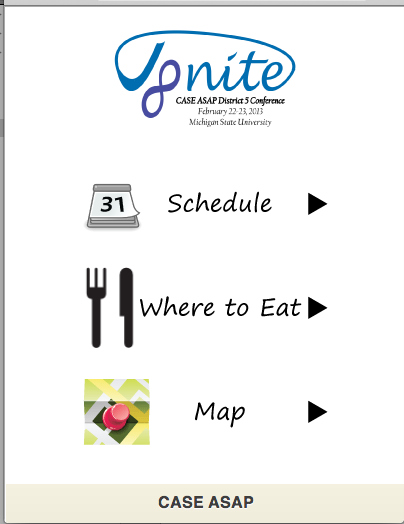 Ignite
CASE ASAP District 5 Conference
February 22-23, 2013
Michigan State University
31
Schedule
Where to Eat
Map
CASE ASAP